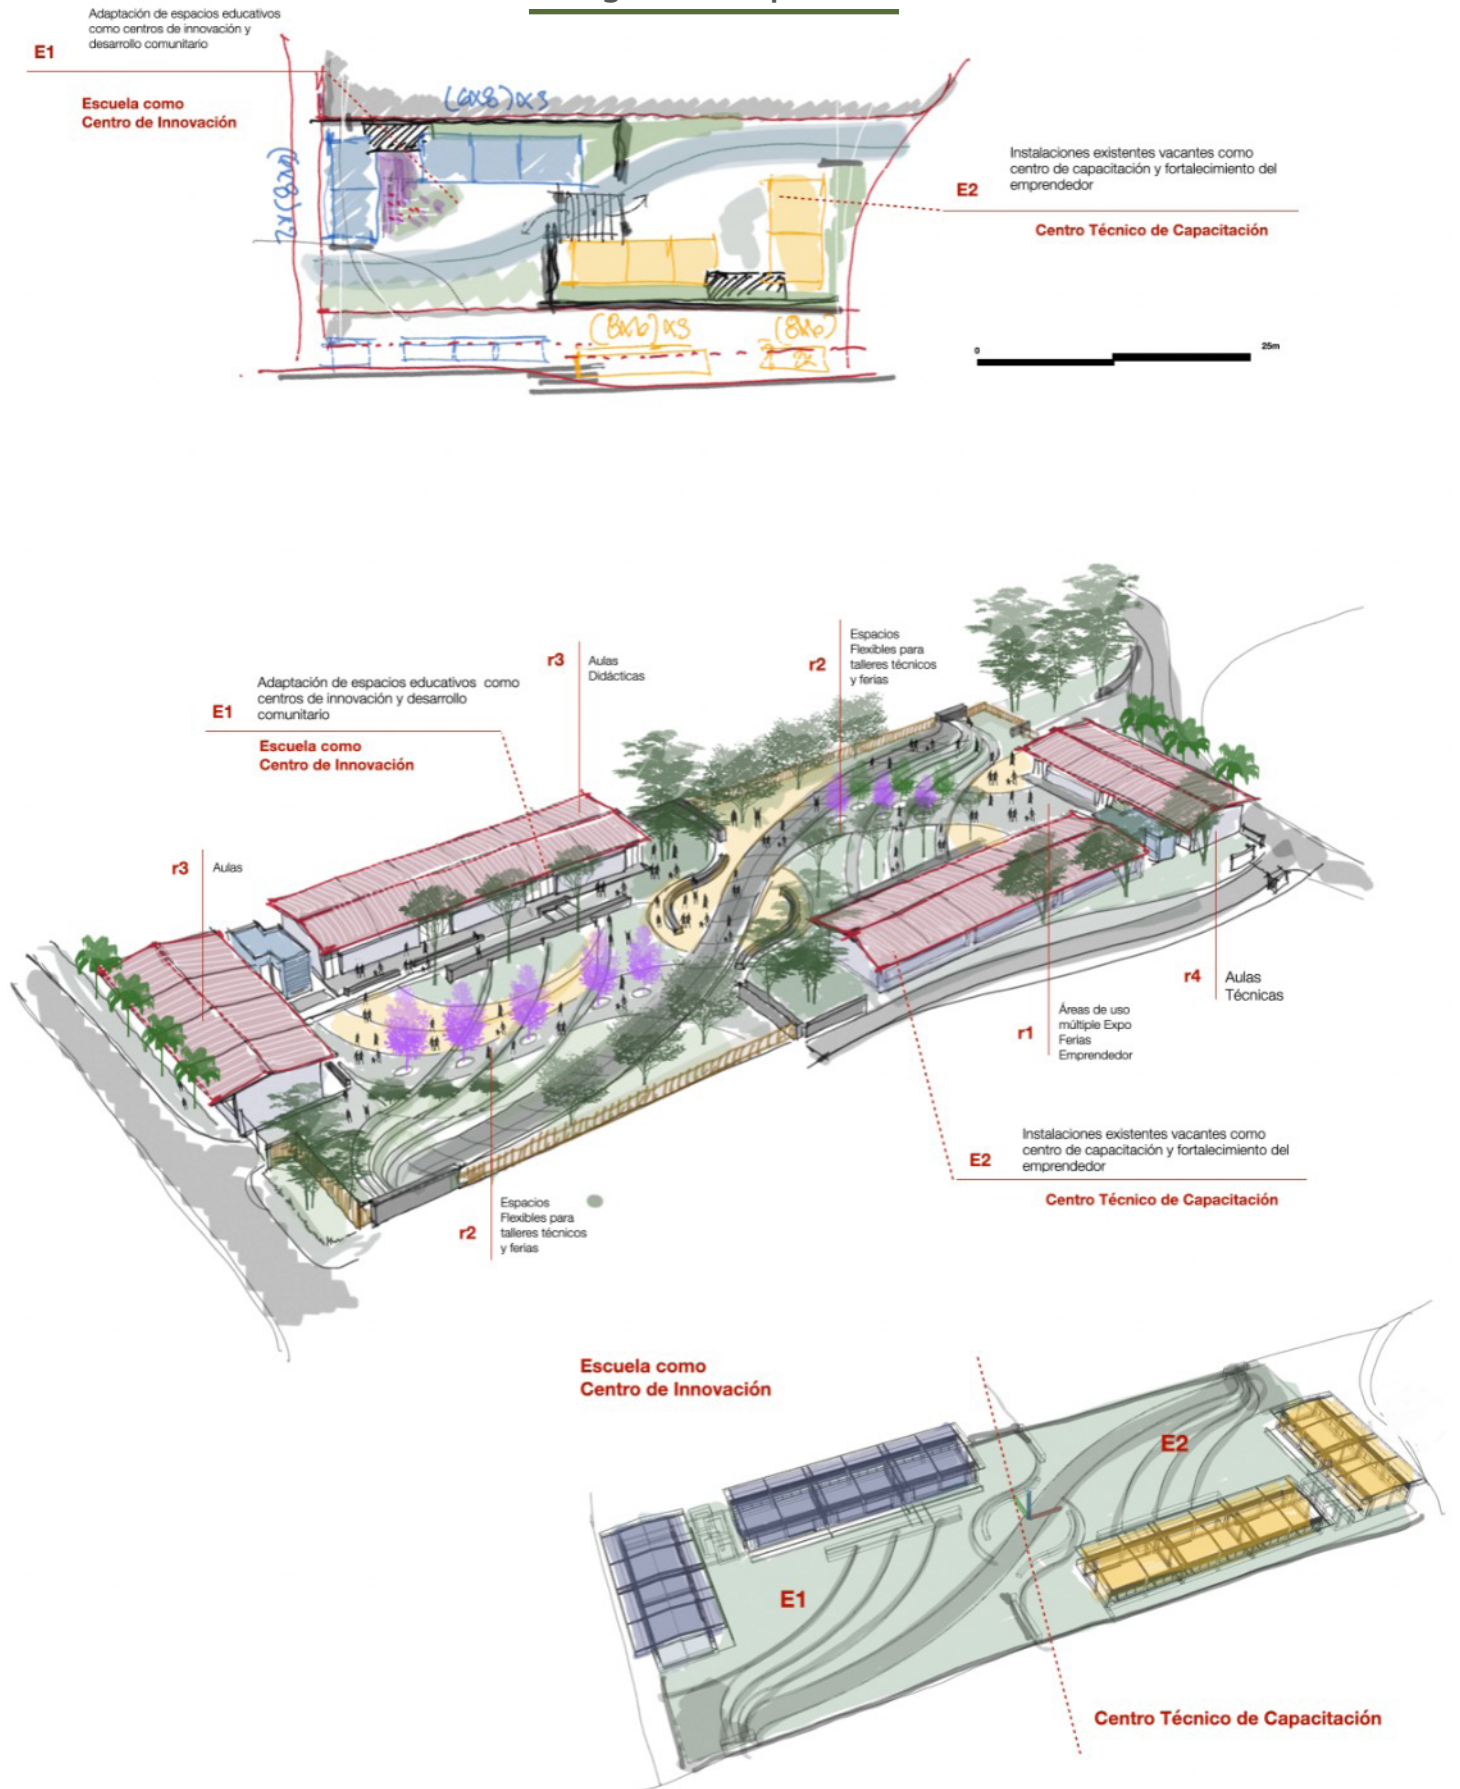 Adaptación de espacios educativos
como centros de innovación y
desarrollo comunitario
E1
Escuela como
Centro de Innovación
(6x8)x3
2x(8x6)
Instalaciones existentes vacantes como
centro de capacitación y fortalecimiento del
emprendedor
E2
Centro Técnico de Capacitación
(8x6)x3
(8x6)
2x
0
25m
r3
Aulas
Didácticas
r2
Espacios
Flexibles para
talleres técnicos
y ferias
E1
Adaptación de espacios educativos como
centros de innovación y desarrollo
comunitario
Escuela como
Centro de Innovación
r3
Aulas
r4
Aulas
Técnicas
r1
Áreas de uso
múltiple Expo
Ferias
Emprendedor
E2
Instalaciones existentes vacantes como
centro de capacitación y fortalecimiento del
emprendedor
Centro Técnico de Capacitación
r2
Espacios
Flexibles para
talleres técnicos
y ferias
Escuela como
Centro de Innovación
E2
E1
Centro Técnico de Capacitación